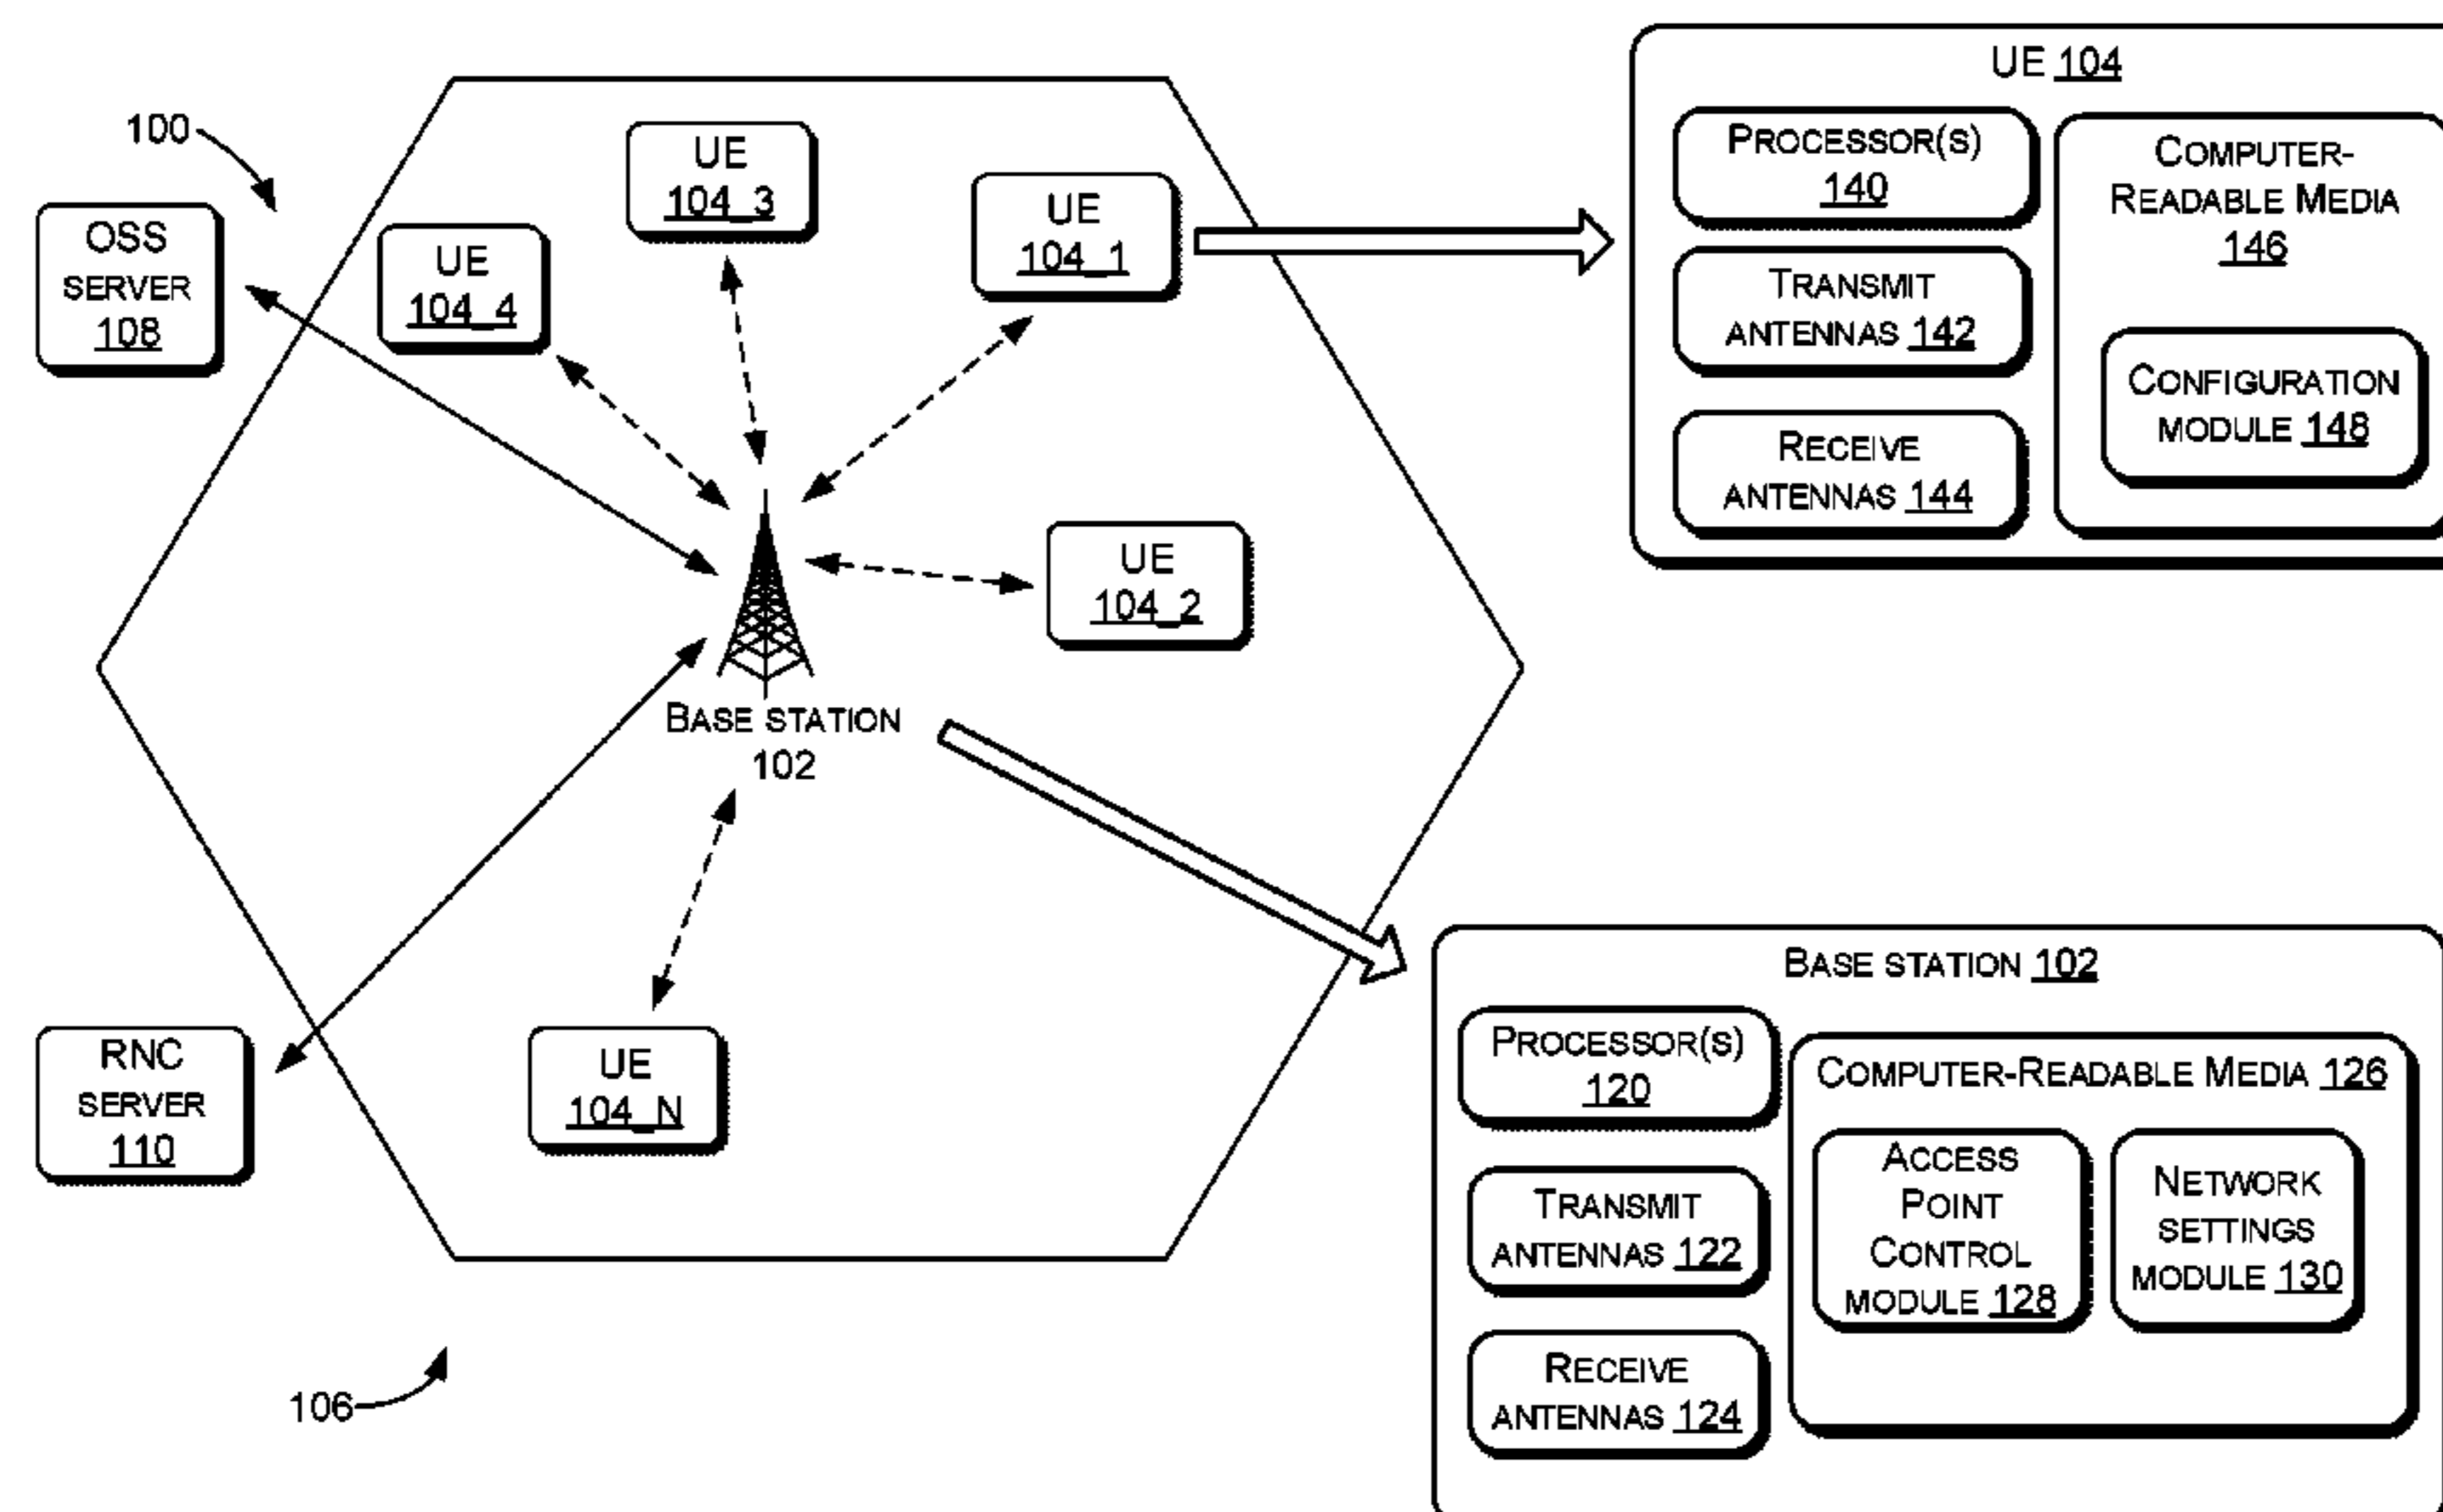 100
OSS
SERVER
108
UE
104_4
UE
104_3
UE
104_1
UE
104_2
BASE STATION
102
UE
104_N
RNC
SERVER
110
106
UE 104
PROCESSOR(S)
140
TRANSMIT
ANTENNAS 142
RECEIVE
ANTENNAS 144
COMPUTER-
READABLE MEDIA
146
CONFIGURATION
MODULE 148
BASE STATION 102
PROCESSOR(S)
120
TRANSMIT
ANTENNAS 122
RECEIVE
ANTENNAS 124
COMPUTER-READABLE MEDIA 126
ACCESS
POINT
CONTROL
MODULE 128
NETWORK
SETTINGS
MODULE 130